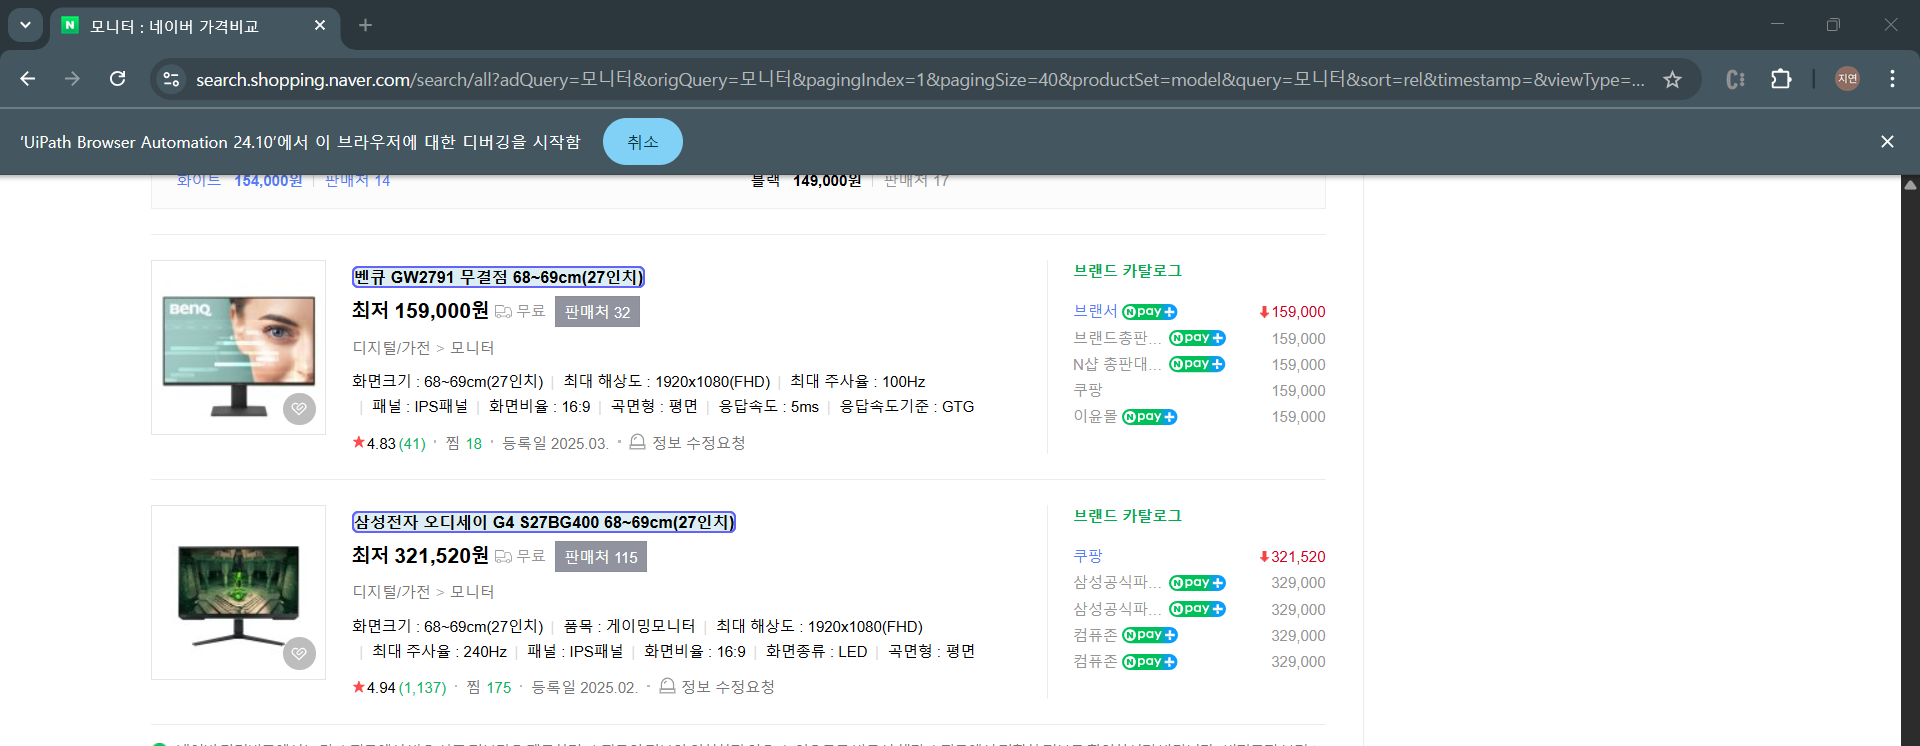 모니터 : 네이버 가격비교
search.shopping.naver.com/search/all?adQuery=모니터&origQuery=모니터&pagingIndex=1&pagingSize=40&productSet=model&query=모니터&sort=rel&timestamp=&viewType=...
지연
'UiPath Browser Automation 24.10'에서 이 브라우저에 대한 디버깅을 시작함 취소
화이트 154,000원 판매처 14 블랙 149,000원 판매처 17
BenQ
벤큐 GW2791 무결점 68~69cm(27인치)
최저 159,000원 무료 판매처 32
디지털/가전 > 모니터
화면크기 : 68~69cm(27인치) | 최대 해상도 : 1920x1080(FHD) | 최대 주사율 : 100Hz
| 패널 : IPS패널 | 화면비율 : 16:9 | 곡면형 : 평면 | 응답속도 : 5ms | 응답속도기준 : GTG
★4.83 (41) · 찜 18 · 등록일 2025.03. · 정보 수정요청
브랜드 카탈로그
브랜서 N pay+ 159,000
브랜드총판... N pay+ 159,000
N샵 총판대... N pay+ 159,000
쿠팡 159,000
이윤몰 N pay+ 159,000
삼성전자 오디세이 G4 S27BG400 68~69cm(27인치)
최저 321,520원 무료 판매처 115
디지털/가전 > 모니터
화면크기 : 68~69cm(27인치) | 품목 : 게이밍모니터 | 최대 해상도 : 1920x1080(FHD)
| 최대 주사율 : 240Hz | 패널 : IPS패널 | 화면비율 : 16:9 | 화면종류 : LED | 곡면형 : 평면
★4.94 (1,137) · 찜 175 · 등록일 2025.02. · 정보 수정요청
브랜드 카탈로그
쿠팡 321,520
삼성공식파... N pay+ 329,000
삼성공식파... N pay+ 329,000
컴퓨존 N pay+ 329,000
컴퓨존 N pay+ 329,000